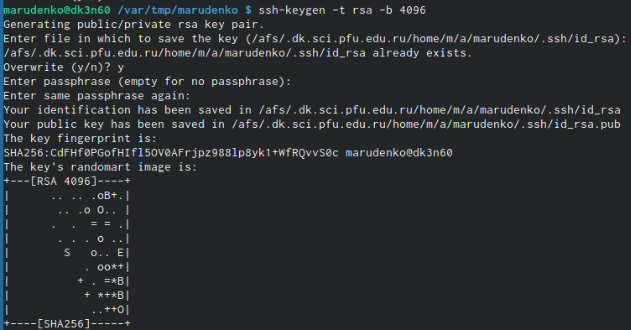 marudenko@dk3n60 /var/tmp/marudenko $ ssh-keygen -t rsa -b 4096
Generating public/private rsa key pair.
Enter file in which to save the key (/afs/.dk.sci.pfu.edu.ru/home/m/a/marudenko/.ssh/id_rsa):
/afs/.dk.sci.pfu.edu.ru/home/m/a/marudenko/.ssh/id_rsa already exists.
Overwrite (y/n)? y
Enter passphrase (empty for no passphrase):
Enter same passphrase again:
Your identification has been saved in /afs/.dk.sci.pfu.edu.ru/home/m/a/marudenko/.ssh/id_rsa
Your public key has been saved in /afs/.dk.sci.pfu.edu.ru/home/m/a/marudenko/.ssh/id_rsa.pub
The key fingerprint is:
SHA256:CdFHf0PGofHIfl5OV0AFrjpz988lp8yk1+WfRQvvS0c marudenko@dk3n60
The key's randomart image is:
+---[RSA 4096]----+
|      .. .. .oB+.|
|       .. .o O.. |
|      .  .  = = .|
|       . . . o ..|
|        S   o.. E|
|           . oo*+|
|          + . =*B|
|           + *+*B|
|            ..++O|
+----[SHA256]-----+